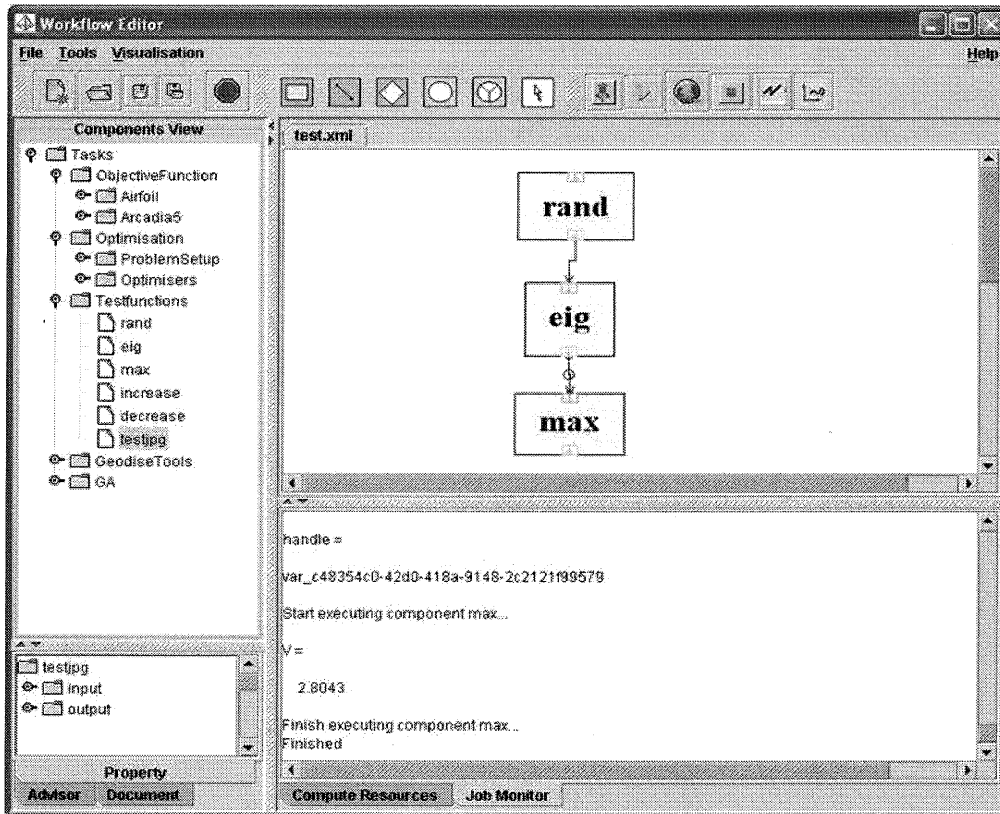 Workflow Editor
File Tools Visualisation Help
Components View
Tasks
ObjectiveFunction
Airfoil
Arcadia5
Optimisation
ProblemSetup
Optimisers
Testfunctions
rand
eig
max
increase
decrease
testjpg
GeodiseTools
GA
testjpg
input
output
Property
Advisor Document
test.xml
rand
eig
max
handle =
var_c48354c0-42d0-418a-9148-2c2121f99579
Start executing component max...
V =
2.8043
Finish executing component max...
Finished
Compute Resources Job Monitor